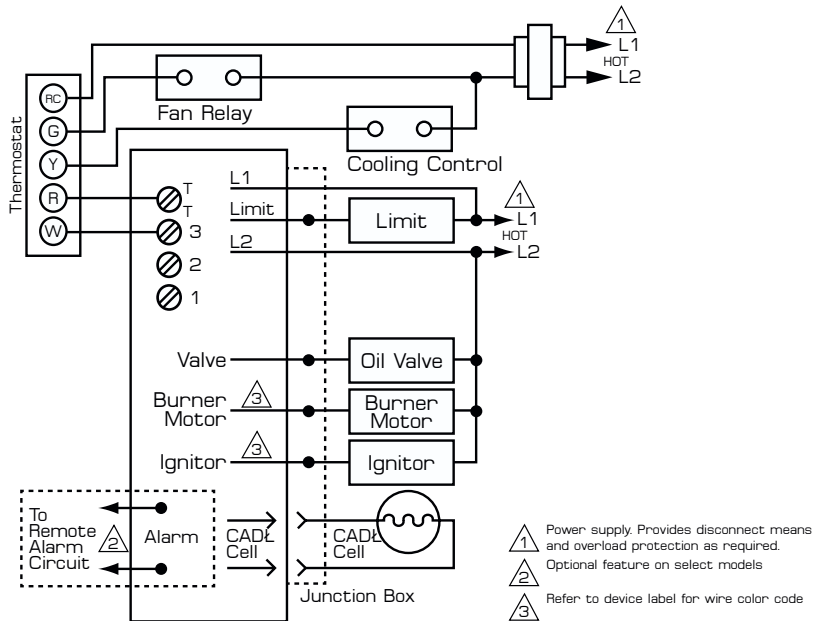 1
L1
HOT
L2
Thermostat
RC
G
Y
R
W
Fan Relay
Cooling Control
T
T
3
2
1
L1
Limit
L2
Limit
1
L1
HOT
L2
Valve
Oil Valve
Burner
Motor
3
Burner
Motor
Ignitor
3
Ignitor
To
Remote
Alarm
Circuit
2
Alarm
CADŁ
Cell
CADŁ
Cell
Junction Box
1
Power supply. Provides disconnect means
and overload protection as required.
2
Optional feature on select models
3
Refer to device label for wire color code